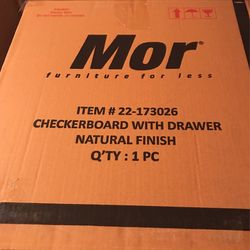 Mor®
furniture for less
ITEM # 22-173026
CHECKERBOARD WITH DRAWER
NATURAL FINISH
Q'TY : 1 PC